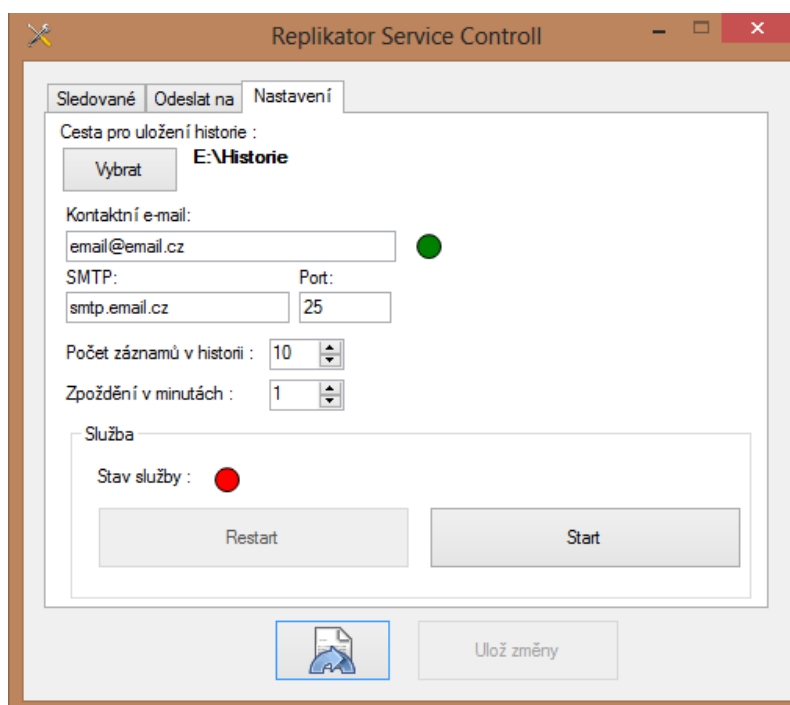 Replikator Service Controll
Sledované Odeslat na Nastavení
Cesta pro uložení historie :
Vybrat E:\Historie
Kontaktní e-mail:
email@email.cz
SMTP: Port:
smtp.email.cz 25
Počet záznamů v historii : 10
Zpoždění v minutách : 1
Služba
Stav služby :
Restart Start
Ulož změny